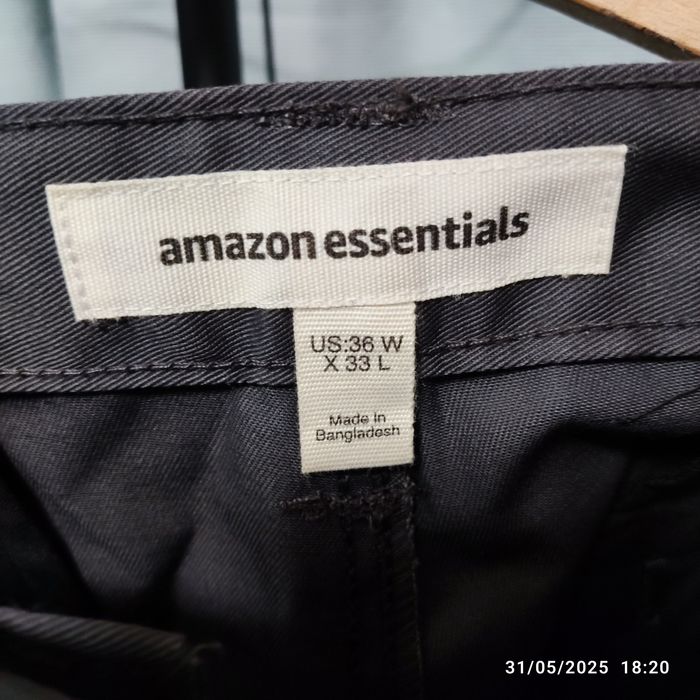 amazon essentials
US:36 W
X 33 L
Made in
Bangladesh
31/05/2025 18:20